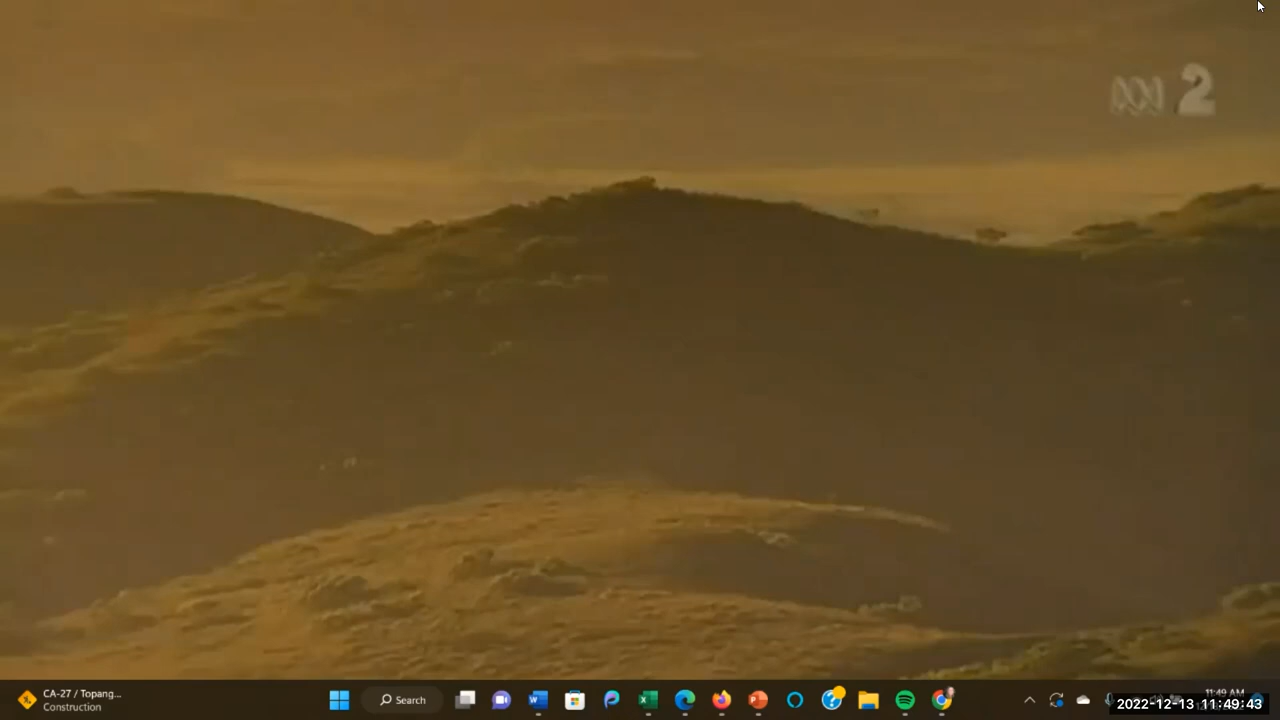 2
CA-27 / Topang...
Construction
Search
11:49 AM
2022-12-13 11:49:43